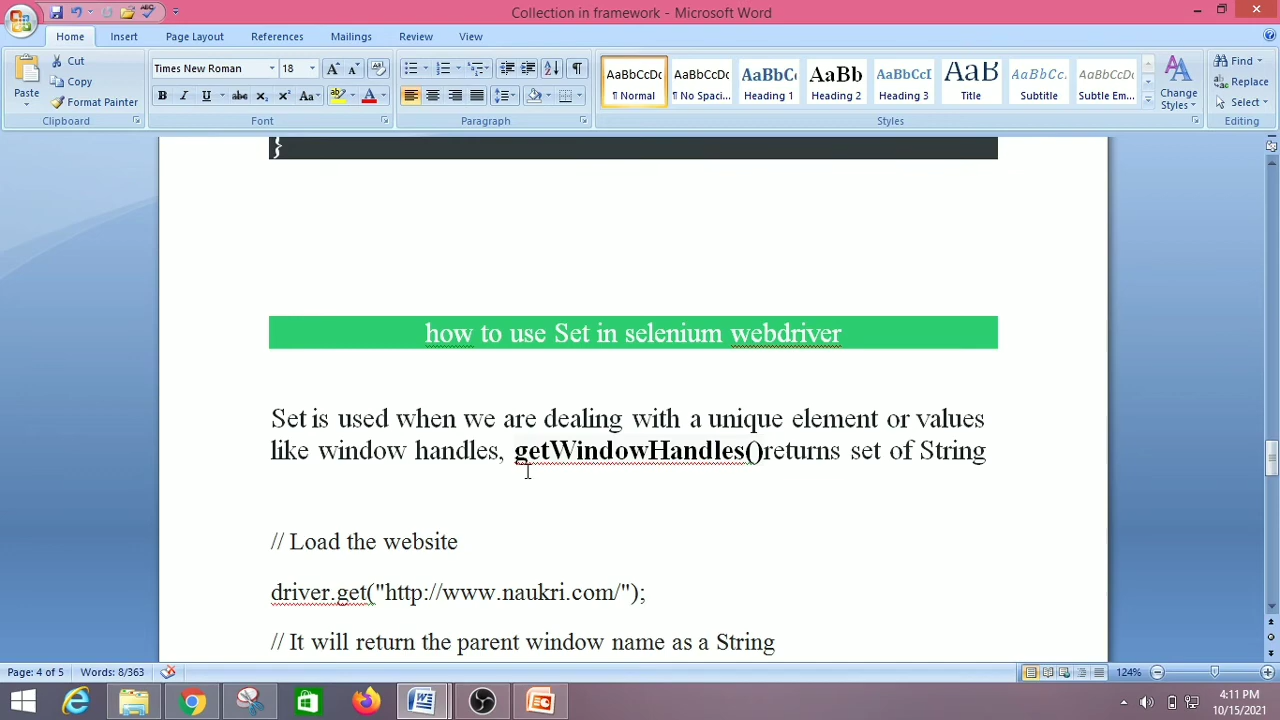 Collection in framework - Microsoft Word
Home Insert Page Layout References Mailings Review View
Paste
Cut
Copy
Format Painter
Clipboard
Times New Roman 18
B I U abc x₂ x² Aa A
Font
Paragraph
AaBbCcDc AaBbCcDc AaBbC AaBb AaBbCcI AaB AaBbCc. AaBbCcDc
¶ Normal ¶ No Spaci... Heading 1 Heading 2 Heading 3 Title Subtitle Subtle Em...
Styles
Change
Styles
Find
Replace
Select
Editing
}
how to use Set in selenium webdriver
Set is used when we are dealing with a unique element or values
like window handles, getWindowHandles()returns set of String
// Load the website
driver.get("http://www.naukri.com/");
// It will return the parent window name as a String
Page: 4 of 5 Words: 8/363
124%
4:11 PM
10/15/2021